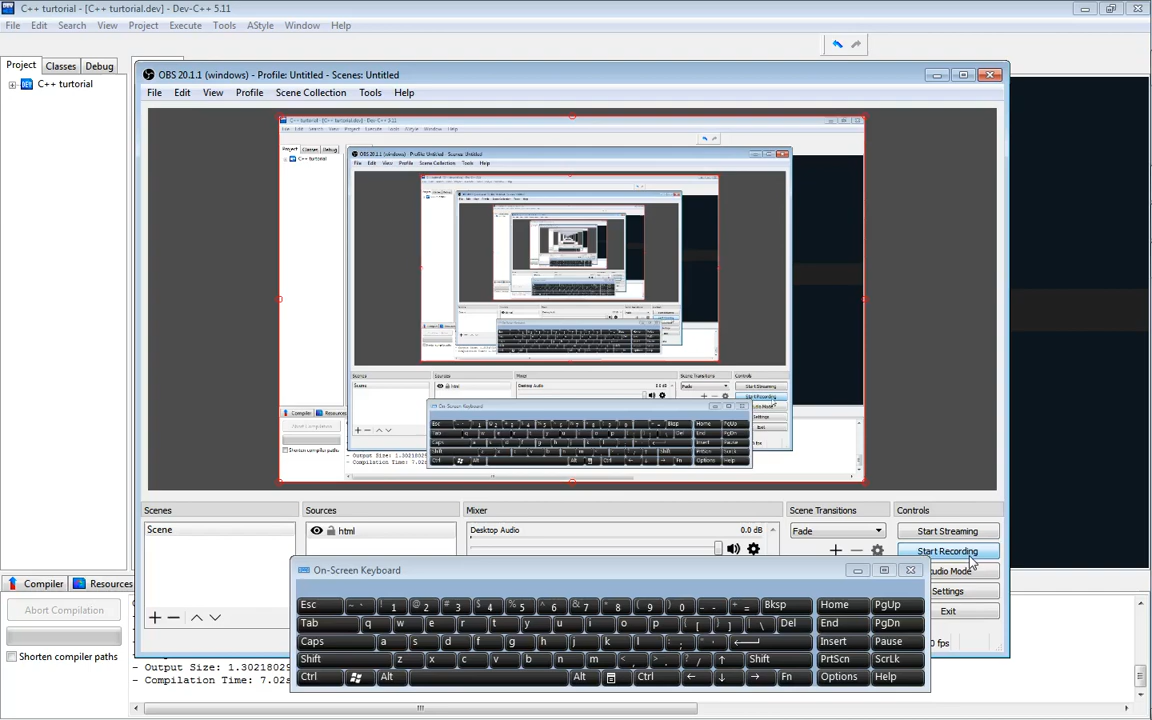 C++ turtorial - [C++ turtorial.dev] - Dev-C++ 5.11
File Edit Search View Project Execute Tools AStyle Window Help
Project Classes Debug
C++ turtorial
OBS 20.1.1 (windows) - Profile: Untitled - Scenes: Untitled
File Edit View Profile Scene Collection Tools Help
Scenes Sources Mixer Scene Transitions Controls
Scene
html
Desktop Audio 0.0 dB
Fade
Start Streaming
Start Recording
Studio Mode
Settings
Exit
0 fps
On-Screen Keyboard
Esc ~ ` ! 1 @ 2 # 3 $ 4 % 5 ^ 6 & 7 * 8 ( 9 ) 0 _ - + = Bksp Home PgUp
Tab q w e r t y u i o p { [ } ] | \ Del End PgDn
Caps a s d f g h j k l : ; " ' Insert Pause
Shift z x c v b n m < , > . ? / ↑ Shift PrtScn ScrLk
Ctrl Alt Alt Ctrl ← ↓ → Fn Options Help
Compiler Resources
Abort Compilation
Shorten compiler paths
- Output Size: 1.30218029
- Compilation Time: 7.02s